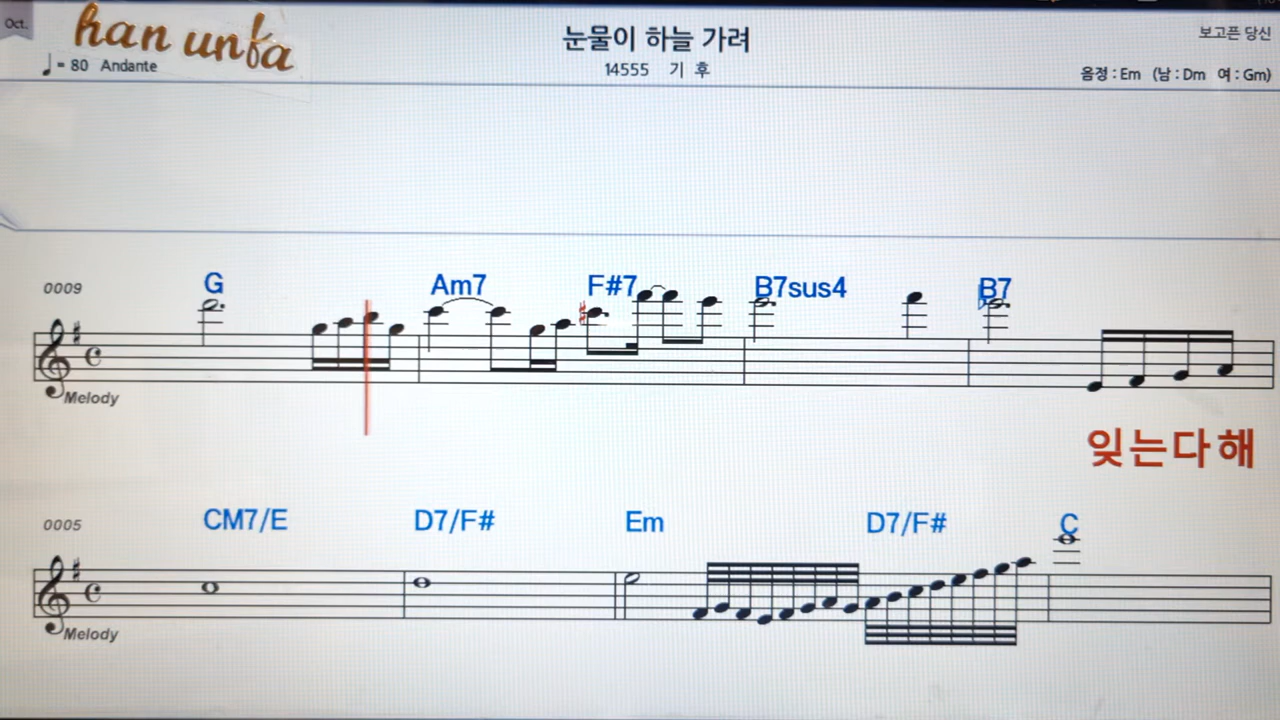 Oct.
han unfa
눈물이 하늘 가려
보고픈 당신
♩ = 80 Andante
14555 기 후
음정 : Em (남 : Dm 여 : Gm)
0009
G Am7 F#7 B7sus4 B7
Melody
잊는다해
0005
CM7/E D7/F# Em D7/F# C
Melody